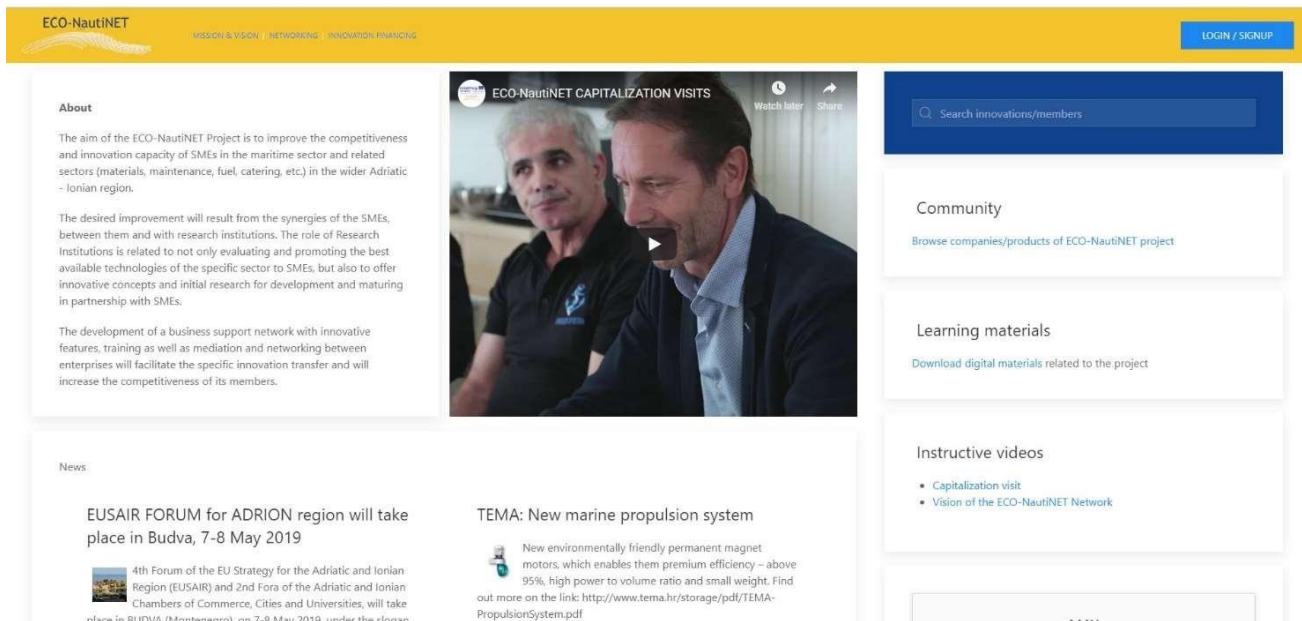 ECO-NautiNET
MISSION & VISION | NETWORKING | INNOVATION FINANCING
LOGIN / SIGNUP
About
The aim of the ECO-NautiNET Project is to improve the competitiveness
and innovation capacity of SMEs in the maritime sector and related
sectors (materials, maintenance, fuel, catering, etc.) in the wider Adriatic
- Ionian region.
The desired improvement will result from the synergies of the SMEs,
between them and with research institutions. The role of Research
Institutions is related to not only evaluating and promoting the best
available technologies of the specific sector to SMEs, but also to offer
innovative concepts and initial research for development and maturing
in partnership with SMEs.
The development of a business support network with innovative
features, training as well as mediation and networking between
enterprises will facilitate the specific innovation transfer and will
increase the competitiveness of its members.
ECO-NautiNET CAPITALIZATION VISITS
Watch later
Share
Search innovations/members
Community
Browse companies/products of ECO-NautiNET project
Learning materials
Download digital materials related to the project
Instructive videos
• Capitalization visit
• Vision of the ECO-NautiNET Network
News
EUSAIR FORUM for ADRION region will take
place in Budva, 7-8 May 2019
4th Forum of the EU Strategy for the Adriatic and Ionian
Region (EUSAIR) and 2nd Fora of the Adriatic and Ionian
Chambers of Commerce, Cities and Universities, will take
place in BUDVA (Montenegro), on 7-8 May 2019, under the slogan
TEMA: New marine propulsion system
New environmentally friendly permanent magnet
motors, which enables them premium efficiency – above
95%, high power to volume ratio and small weight. Find
out more on the link: http://www.tema.hr/storage/pdf/TEMA-
PropulsionSystem.pdf